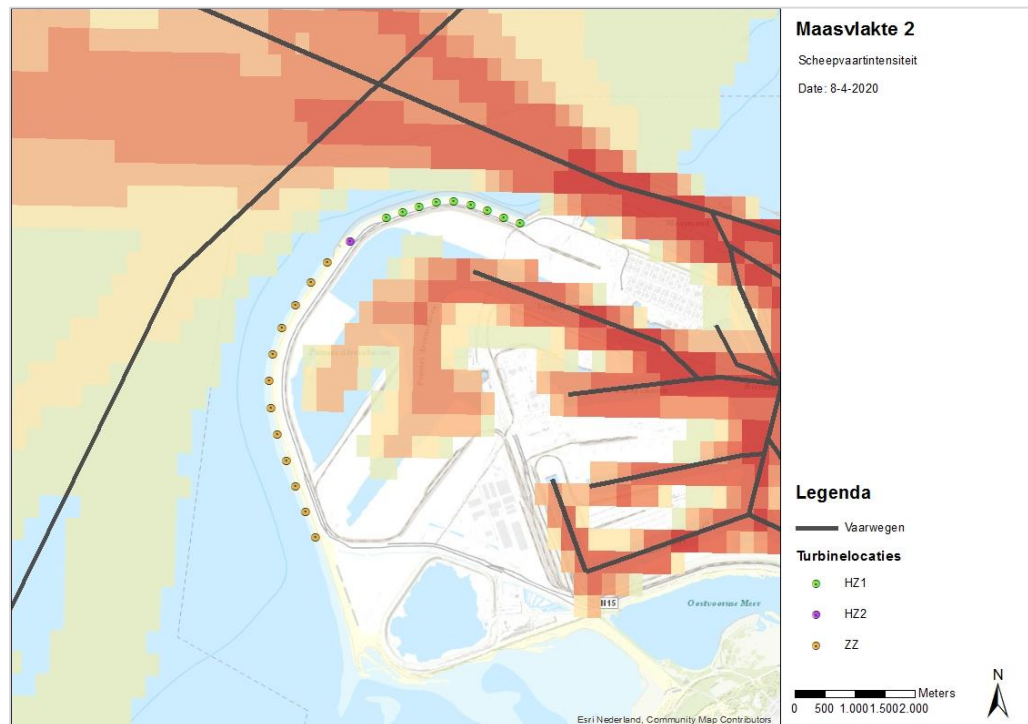 Maasvlakte 2
Scheepvaartintensiteit
Date: 8-4-2020
N15
Oostvoornse Meer
Legenda
Vaarwegen
Turbinelocaties
HZ1
HZ2
ZZ
N
Meters
0 500 1.000 1.500 2.000
Esri Nederland, Community Map Contributors